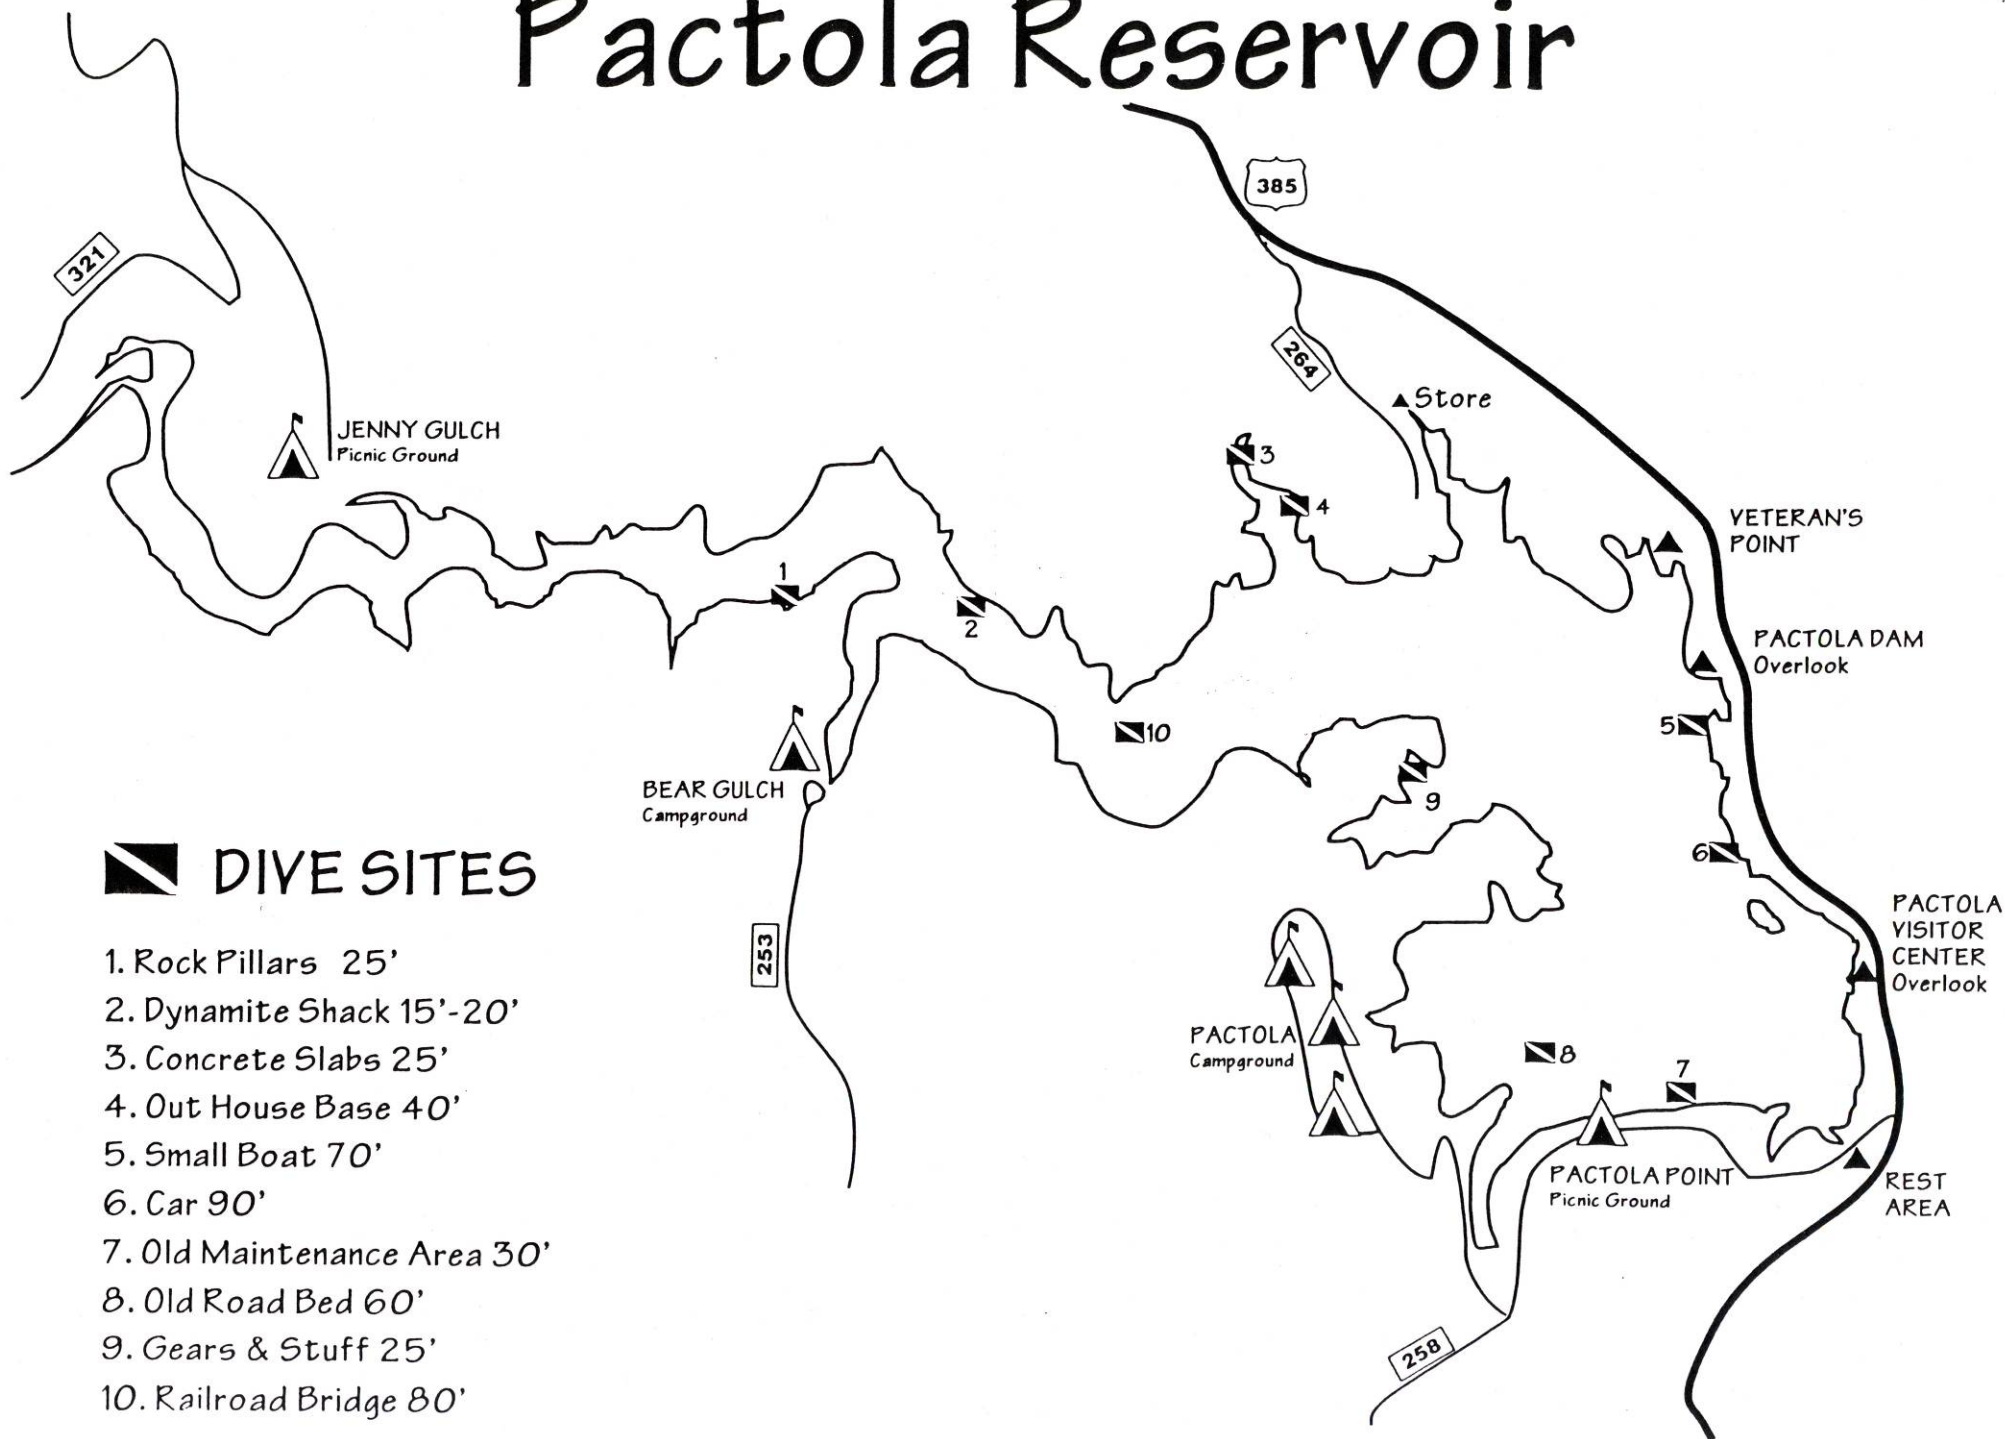 Pactola Reservoir
385
321
264
Store
JENNY GULCH
Picnic Ground
3
4
VETERAN'S
POINT
1
2
PACTOLA DAM
Overlook
5
10
BEAR GULCH
Campground
9
6
DIVE SITES
PACTOLA
VISITOR
CENTER
Overlook
253
1. Rock Pillars 25'
2. Dynamite Shack 15'-20'
3. Concrete Slabs 25'
4. Out House Base 40'
5. Small Boat 70'
6. Car 90'
7. Old Maintenance Area 30'
8. Old Road Bed 60'
9. Gears & Stuff 25'
10. Railroad Bridge 80'
PACTOLA
Campground
8
7
PACTOLA POINT
Picnic Ground
REST
AREA
258